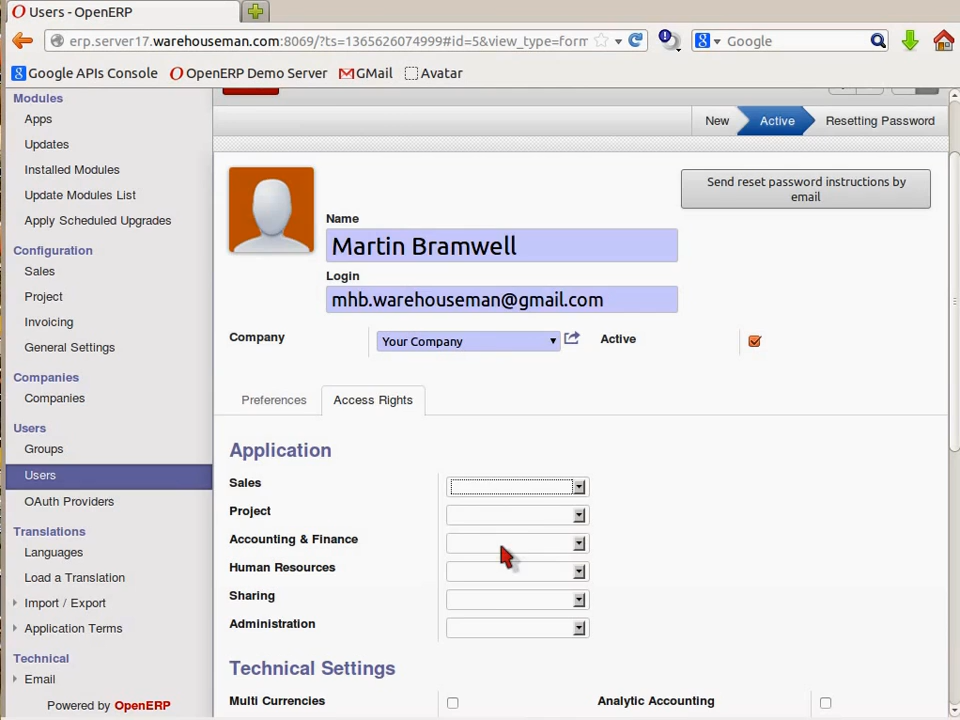 Users - OpenERP
erp.server17.warehouseman.com:8069/?ts=1365626074999#id=5&view_type=form
Google
Google APIs Console
OpenERP Demo Server
GMail
Avatar
Modules
Apps
Updates
Installed Modules
Update Modules List
Apply Scheduled Upgrades
Configuration
Sales
Project
Invoicing
General Settings
Companies
Companies
Users
Groups
Users
OAuth Providers
Translations
Languages
Load a Translation
Import / Export
Application Terms
Technical
Email
Powered by OpenERP
New
Active
Resetting Password
Send reset password instructions by
email
Name
Martin Bramwell
Login
mhb.warehouseman@gmail.com
Company
Your Company
Active
Preferences
Access Rights
Application
Sales
Project
Accounting & Finance
Human Resources
Sharing
Administration
Technical Settings
Multi Currencies
Analytic Accounting